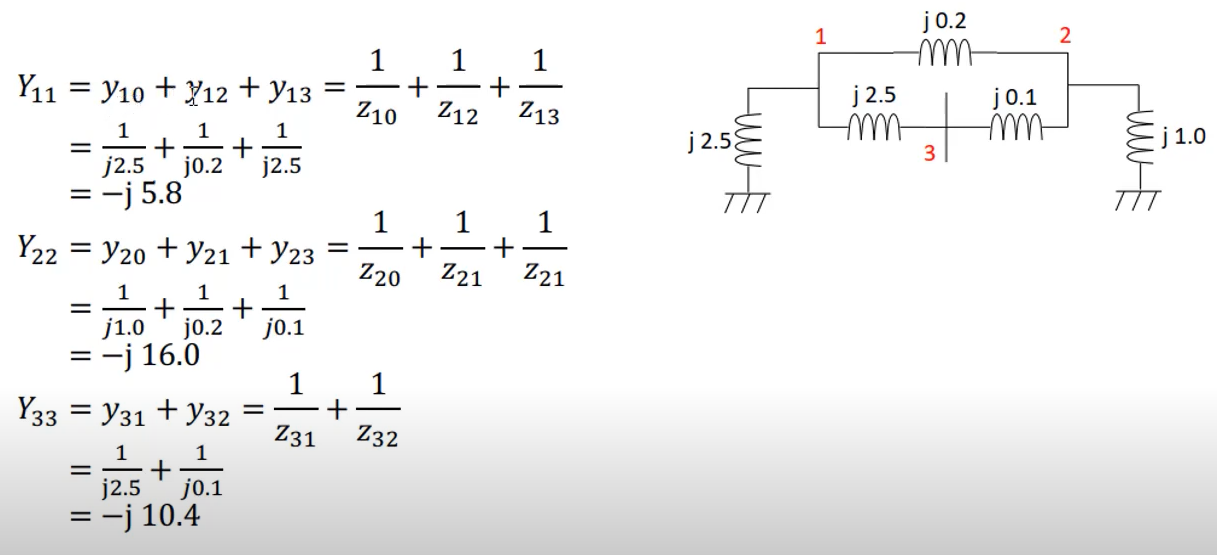 Y₁₁ = y₁₀ + y₁₂ + y₁₃ = 1/z₁₀ + 1/z₁₂ + 1/z₁₃
= 1/j2.5 + 1/j0.2 + 1/j2.5
= −j 5.8
Y₂₂ = y₂₀ + y₂₁ + y₂₃ = 1/z₂₀ + 1/z₂₁ + 1/z₂₁
= 1/j1.0 + 1/j0.2 + 1/j0.1
= −j 16.0
Y₃₃ = y₃₁ + y₃₂ = 1/z₃₁ + 1/z₃₂
= 1/j2.5 + 1/j0.1
= −j 10.4
j 0.2
1
2
j 2.5
j 0.1
j 2.5
j 1.0
3